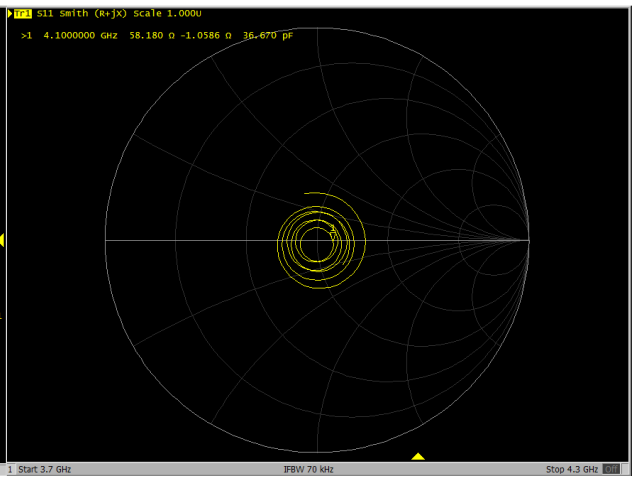 Tr1 S11 Smith (R+jX) Scale 1.000U
>1 4.1000000 GHz 58.180 Ω -1.0586 Ω 36.670 pF
1
1 Start 3.7 GHz IFBW 70 kHz Stop 4.3 GHz Off